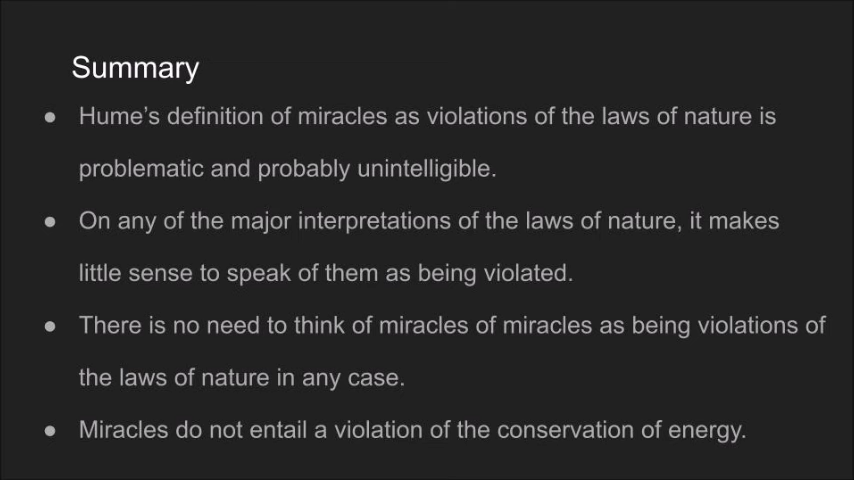 Summary
● Hume's definition of miracles as violations of the laws of nature is
problematic and probably unintelligible.
● On any of the major interpretations of the laws of nature, it makes
little sense to speak of them as being violated.
● There is no need to think of miracles of miracles as being violations of
the laws of nature in any case.
● Miracles do not entail a violation of the conservation of energy.